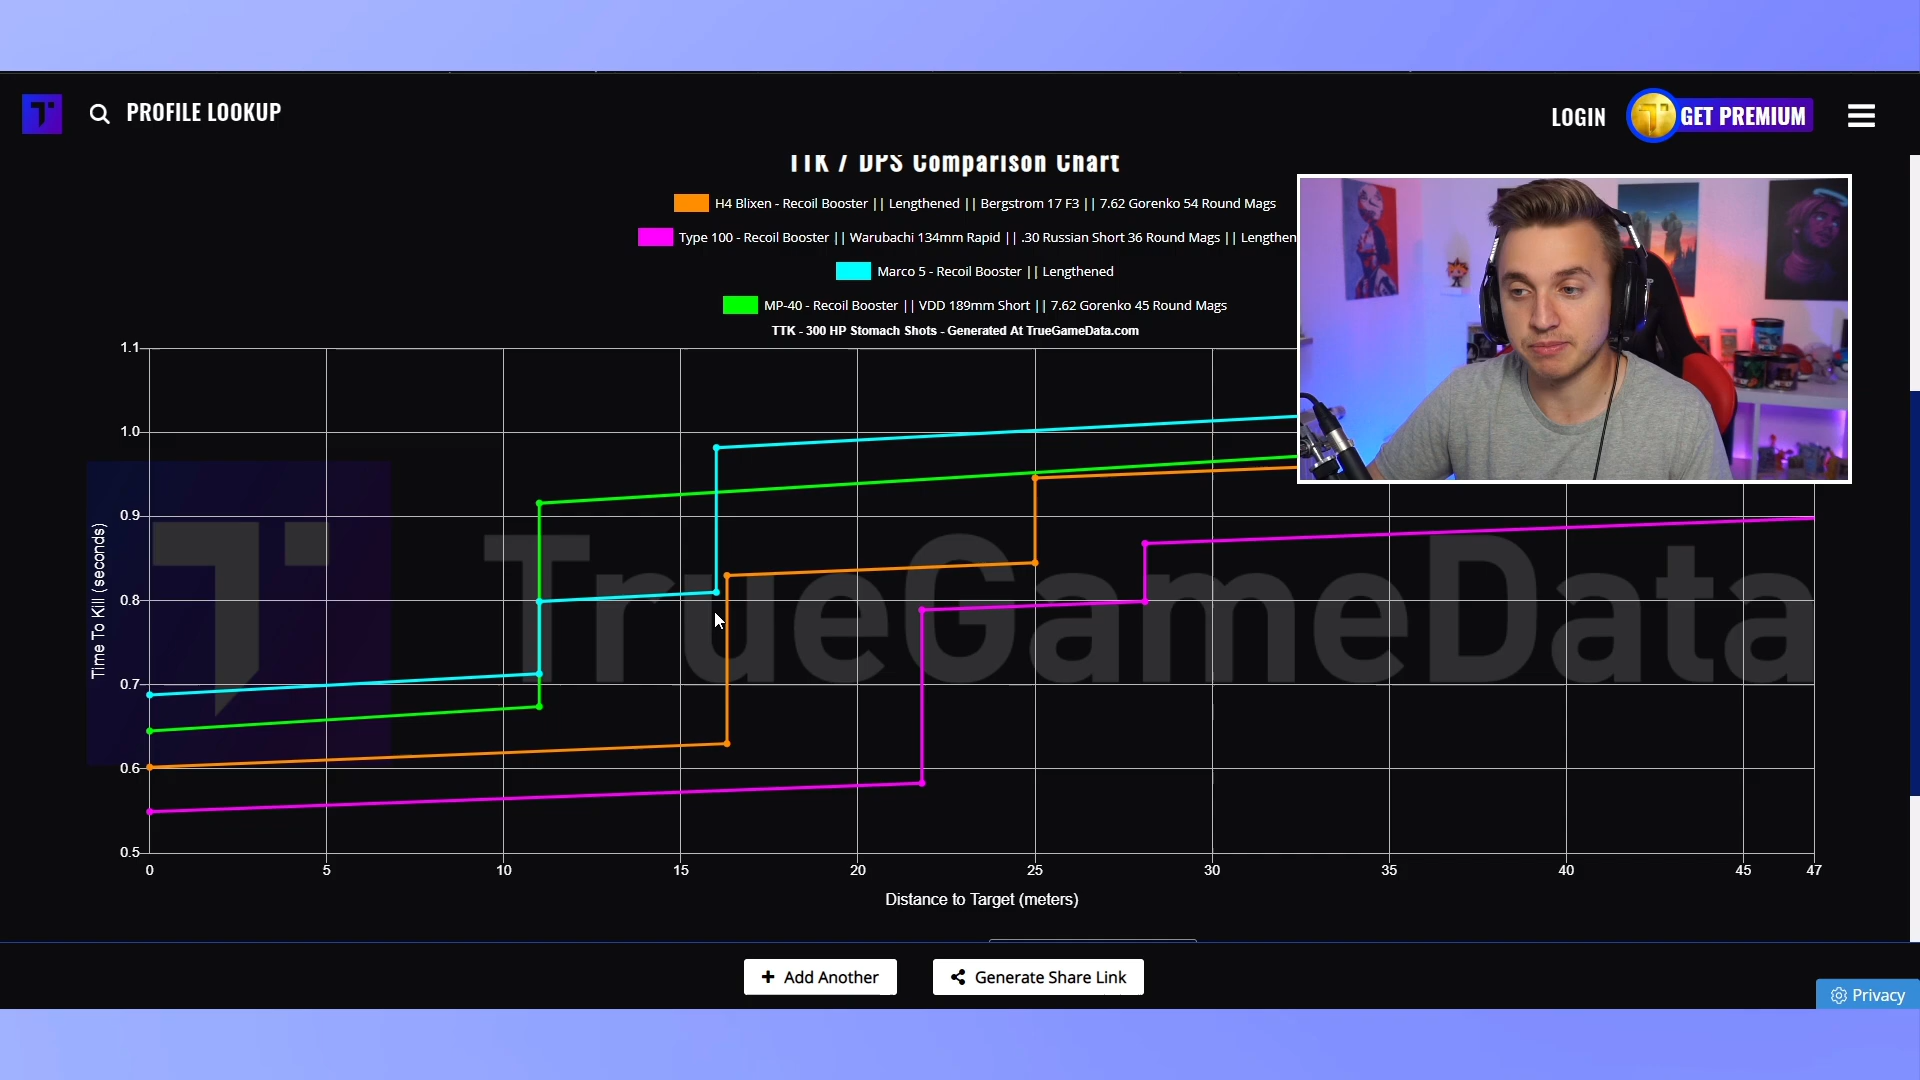 PROFILE LOOKUP
LOGIN
GET PREMIUM
TTK / DPS Comparison Chart
H4 Blixen - Recoil Booster || Lengthened || Bergstrom 17 F3 || 7.62 Gorenko 54 Round Mags
Type 100 - Recoil Booster || Warubachi 134mm Rapid || .30 Russian Short 36 Round Mags || Lengthen
Marco 5 - Recoil Booster || Lengthened
MP-40 - Recoil Booster || VDD 189mm Short || 7.62 Gorenko 45 Round Mags
TTK - 300 HP Stomach Shots - Generated At TrueGameData.com
1.1
1.0
0.9
0.8
0.7
0.6
0.5
Time To Kill (seconds)
TrueGameData
0 5 10 15 20 25 30 35 40 45 47
Distance to Target (meters)
+ Add Another
Generate Share Link
Privacy